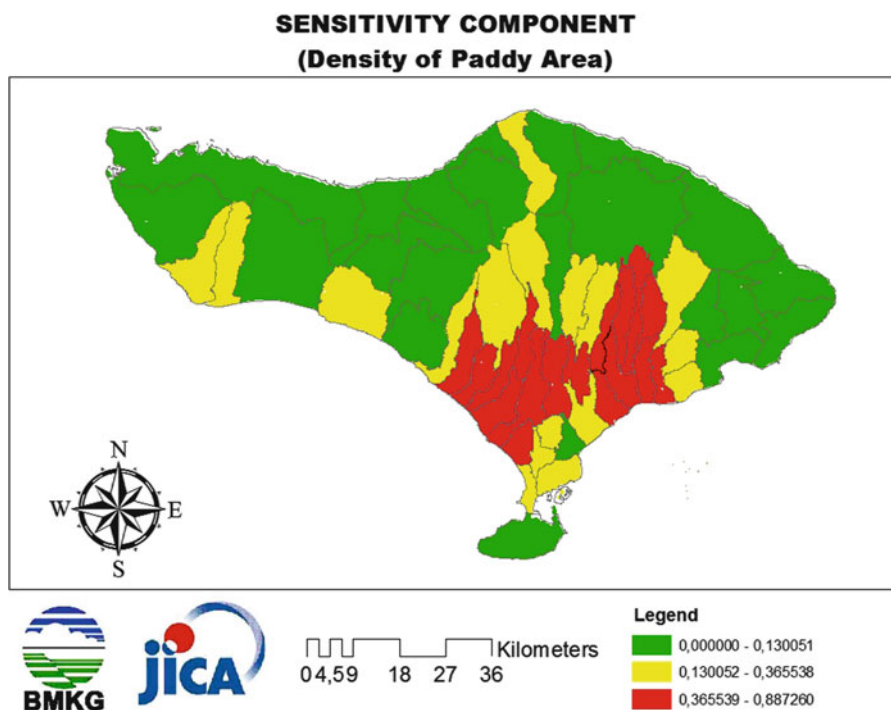 SENSITIVITY COMPONENT
(Density of Paddy Area)
N
W E
S
BMKG
JICA
Kilometers
0 4,5 9 18 27 36
Legend
0,000000 - 0,130051
0,130052 - 0,365538
0,365539 - 0,887260